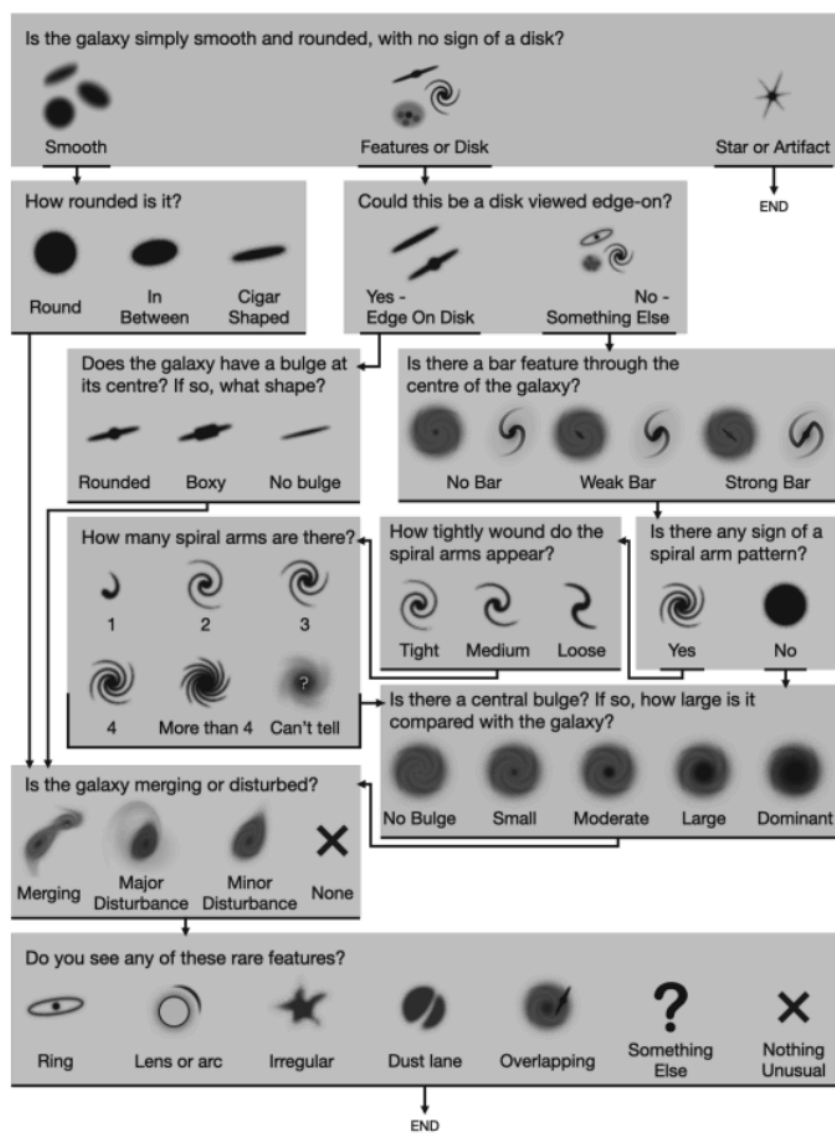 Is the galaxy simply smooth and rounded, with no sign of a disk?
Smooth
Features or Disk
Star or Artifact
END
How rounded is it?
Round
In
Between
Cigar
Shaped
Could this be a disk viewed edge-on?
Yes -
Edge On Disk
No -
Something Else
Does the galaxy have a bulge at
its centre? If so, what shape?
Rounded
Boxy
No bulge
Is there a bar feature through the
centre of the galaxy?
No Bar
Weak Bar
Strong Bar
How many spiral arms are there?
1
2
3
4
More than 4
?
Can't tell
How tightly wound do the
spiral arms appear?
Tight
Medium
Loose
Is there any sign of a
spiral arm pattern?
Yes
No
Is there a central bulge? If so, how large is it
compared with the galaxy?
No Bulge
Small
Moderate
Large
Dominant
Is the galaxy merging or disturbed?
Merging
Major
Disturbance
Minor
Disturbance
None
Do you see any of these rare features?
Ring
Lens or arc
Irregular
Dust lane
Overlapping
?
Something
Else
Nothing
Unusual
END